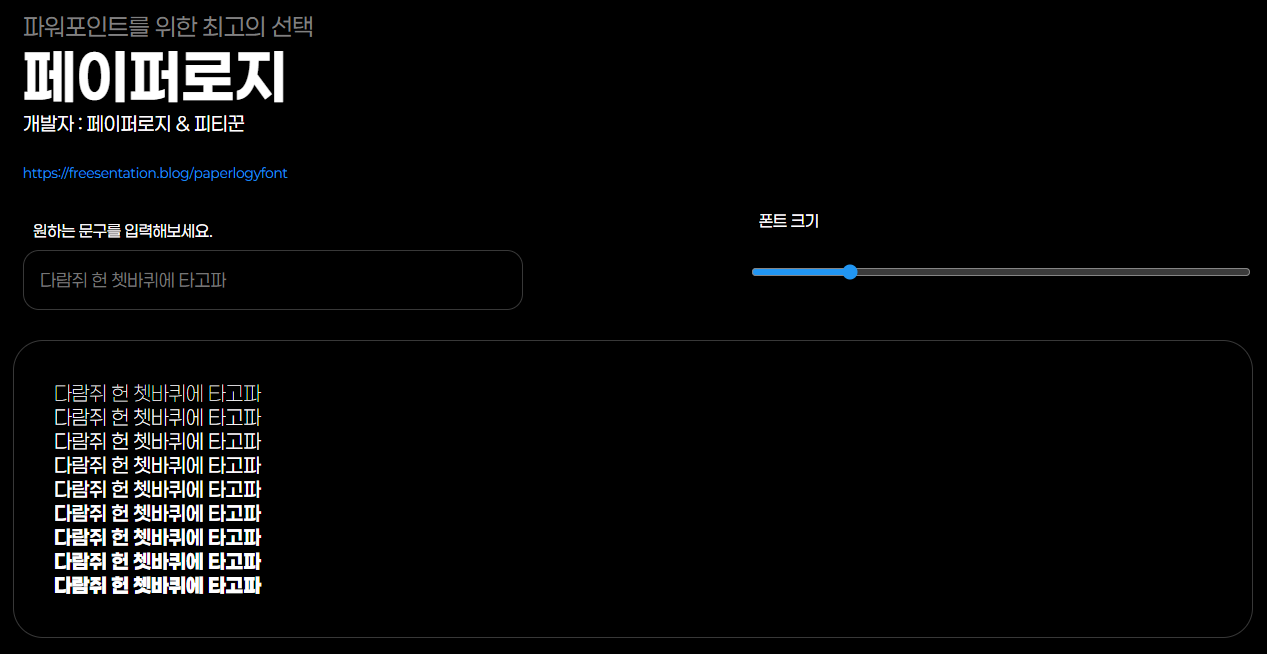 파워포인트를 위한 최고의 선택
페이퍼로지
개발자 : 페이퍼로지 & 피티꾼
https://freesentation.blog/paperlogyfont
원하는 문구를 입력해보세요.
폰트 크기
다람쥐 헌 쳇바퀴에 타고파
다람쥐 헌 쳇바퀴에 타고파
다람쥐 헌 쳇바퀴에 타고파
다람쥐 헌 쳇바퀴에 타고파
다람쥐 헌 쳇바퀴에 타고파
다람쥐 헌 쳇바퀴에 타고파
다람쥐 헌 쳇바퀴에 타고파
다람쥐 헌 쳇바퀴에 타고파
다람쥐 헌 쳇바퀴에 타고파
다람쥐 헌 쳇바퀴에 타고파